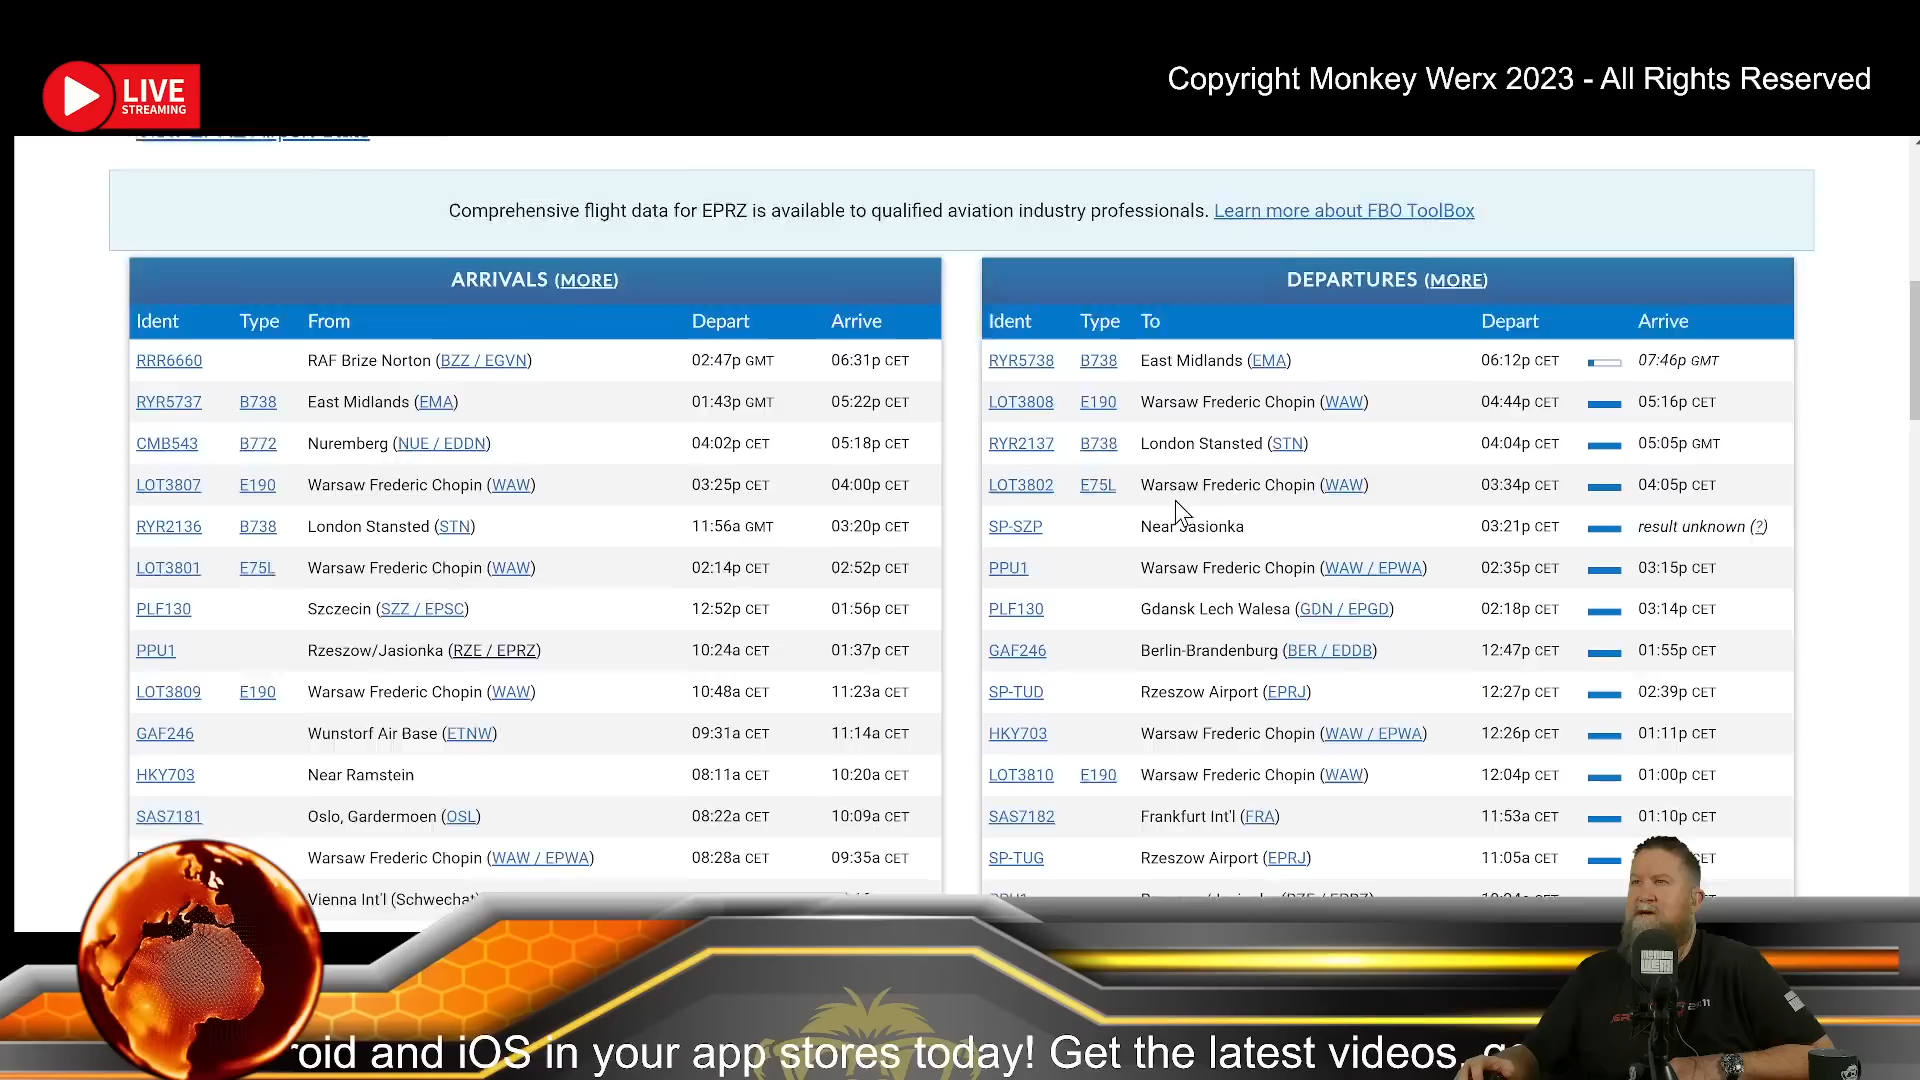 LIVE
STREAMING
Copyright Monkey Werx 2023 - All Rights Reserved
Comprehensive flight data for EPRZ is available to qualified aviation industry professionals. Learn more about FBO ToolBox
ARRIVALS (MORE)
Ident Type From Depart Arrive
RRR6660 RAF Brize Norton (BZZ / EGVN) 02:47p GMT 06:31p CET
RYR5737 B738 East Midlands (EMA) 01:43p GMT 05:22p CET
CMB543 B772 Nuremberg (NUE / EDDN) 04:02p CET 05:18p CET
LOT3807 E190 Warsaw Frederic Chopin (WAW) 03:25p CET 04:00p CET
RYR2136 B738 London Stansted (STN) 11:56a GMT 03:20p CET
LOT3801 E75L Warsaw Frederic Chopin (WAW) 02:14p CET 02:52p CET
PLF130 Szczecin (SZZ / EPSC) 12:52p CET 01:56p CET
PPU1 Rzeszow/Jasionka (RZE / EPRZ) 10:24a CET 01:37p CET
LOT3809 E190 Warsaw Frederic Chopin (WAW) 10:48a CET 11:23a CET
GAF246 Wunstorf Air Base (ETNW) 09:31a CET 11:14a CET
HKY703 Near Ramstein 08:11a CET 10:20a CET
SAS7181 Oslo, Gardermoen (OSL) 08:22a CET 10:09a CET
Warsaw Frederic Chopin (WAW / EPWA) 08:28a CET 09:35a CET
Vienna Int'l (Schwechat)
DEPARTURES (MORE)
Ident Type To Depart Arrive
RYR5738 B738 East Midlands (EMA) 06:12p CET 07:46p GMT
LOT3808 E190 Warsaw Frederic Chopin (WAW) 04:44p CET 05:16p CET
RYR2137 B738 London Stansted (STN) 04:04p CET 05:05p GMT
LOT3802 E75L Warsaw Frederic Chopin (WAW) 03:34p CET 04:05p CET
SP-SZP Near Jasionka 03:21p CET result unknown (?)
PPU1 Warsaw Frederic Chopin (WAW / EPWA) 02:35p CET 03:15p CET
PLF130 Gdansk Lech Walesa (GDN / EPGD) 02:18p CET 03:14p CET
GAF246 Berlin-Brandenburg (BER / EDDB) 12:47p CET 01:55p CET
SP-TUD Rzeszow Airport (EPRJ) 12:27p CET 02:39p CET
HKY703 Warsaw Frederic Chopin (WAW / EPWA) 12:26p CET 01:11p CET
LOT3810 E190 Warsaw Frederic Chopin (WAW) 12:04p CET 01:00p CET
SAS7182 Frankfurt Int'l (FRA) 11:53a CET 01:10p CET
SP-TUG Rzeszow Airport (EPRJ) 11:05a CET CET
oid and iOS in your app stores today! Get the latest videos,